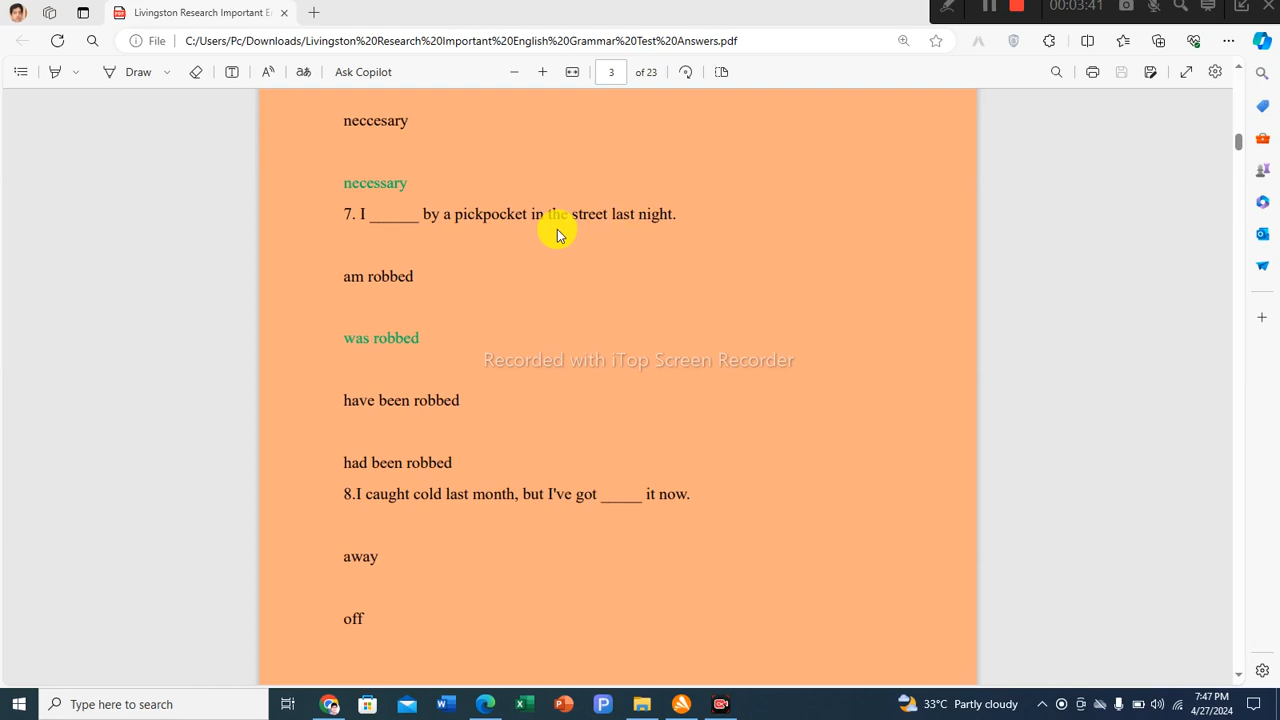 Livingston Research Important Er
00:03:41
File
C:/Users/Pc/Downloads/Livingston%20Research%20Important%20English%20Grammar%20Test%20Answers.pdf
Draw
Ask Copilot
3
of 23
neccesary
necessary
7. I ______ by a pickpocket in the street last night.
am robbed
was robbed
Recorded with iTop Screen Recorder
have been robbed
had been robbed
8.I caught cold last month, but I've got _____ it now.
away
off
Type here to search
33°C Partly cloudy
7:47 PM
4/27/2024